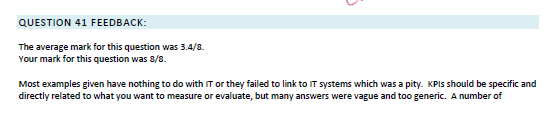 QUESTION 41 FEEDBACK:
The average mark for this question was 3.4/8.
Your mark for this question was 8/8.
Most examples given have nothing to do with IT or they failed to link to IT systems which was a pity. KPIs should be specific and
directly related to what you want to measure or evaluate, but many answers were vague and too generic. A number of